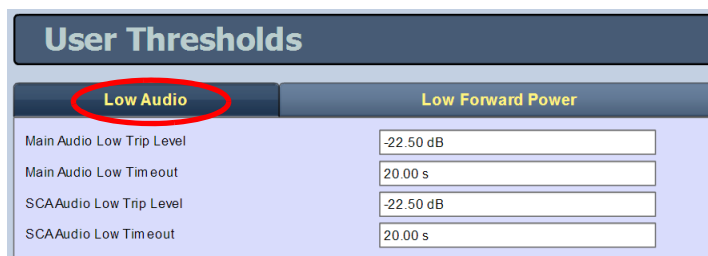 User Thresholds
Low Audio Low Forward Power
Main Audio Low Trip Level -22.50 dB
Main Audio Low Timeout 20.00 s
SCA Audio Low Trip Level -22.50 dB
SCA Audio Low Timeout 20.00 s